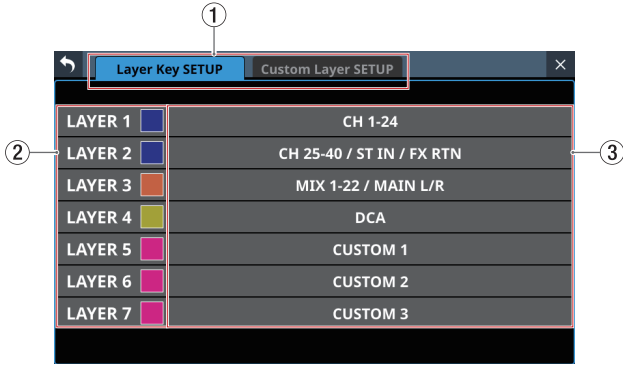 ①
Layer Key SETUP Custom Layer SETUP ×
LAYER 1 CH 1-24
② LAYER 2 CH 25-40 / ST IN / FX RTN ③
LAYER 3 MIX 1-22 / MAIN L/R
LAYER 4 DCA
LAYER 5 CUSTOM 1
LAYER 6 CUSTOM 2
LAYER 7 CUSTOM 3